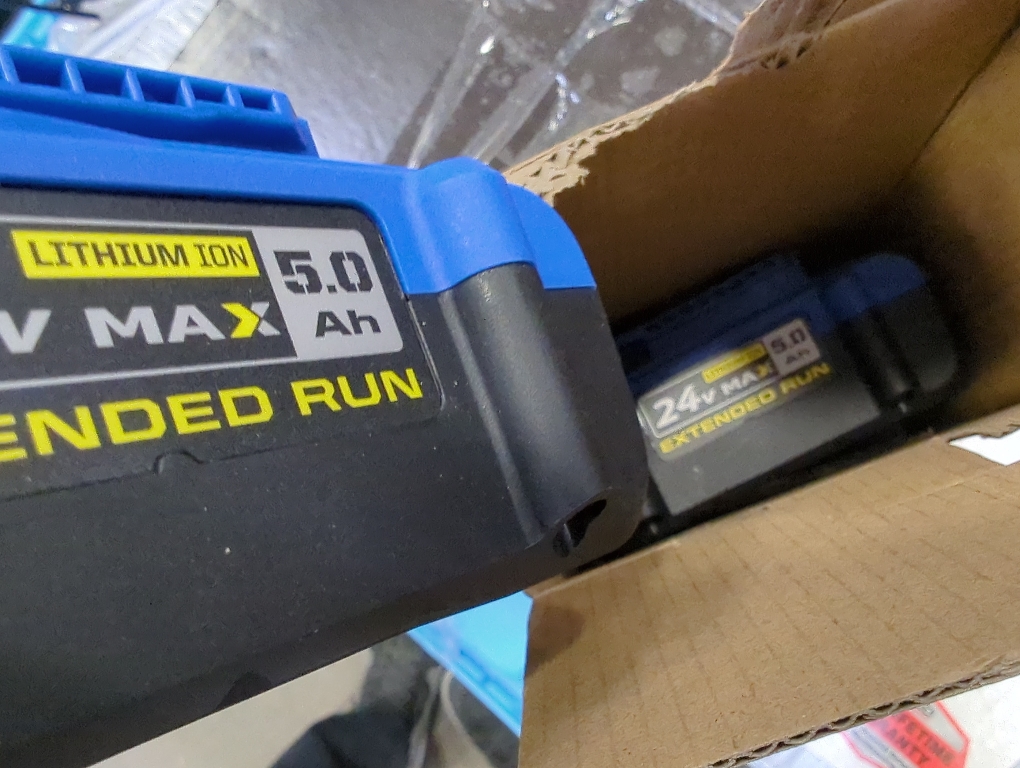 LITHIUM ION
5.0
Ah
V MAX
ENDED RUN
5.0
Ah
24V MAX
EXTENDED RUN